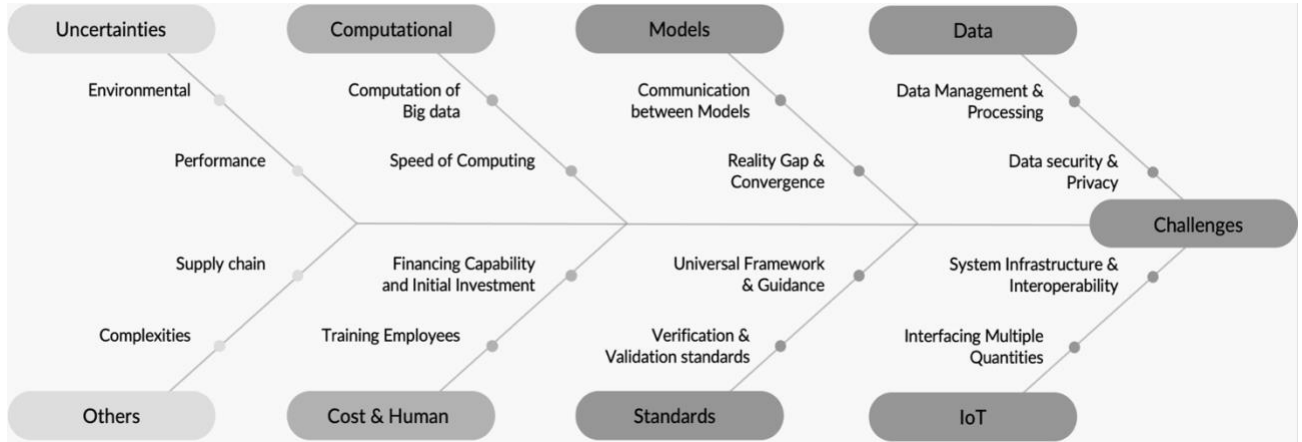 Uncertainties
Computational
Models
Data
Environmental
Computation of
Big data
Communication
between Models
Data Management &
Processing
Performance
Speed of Computing
Reality Gap &
Convergence
Data security &
Privacy
Challenges
Supply chain
Financing Capability
and Initial Investment
Universal Framework
& Guidance
System Infrastructure &
Interoperability
Complexities
Training Employees
Verification &
Validation standards
Interfacing Multiple
Quantities
Others
Cost & Human
Standards
IoT